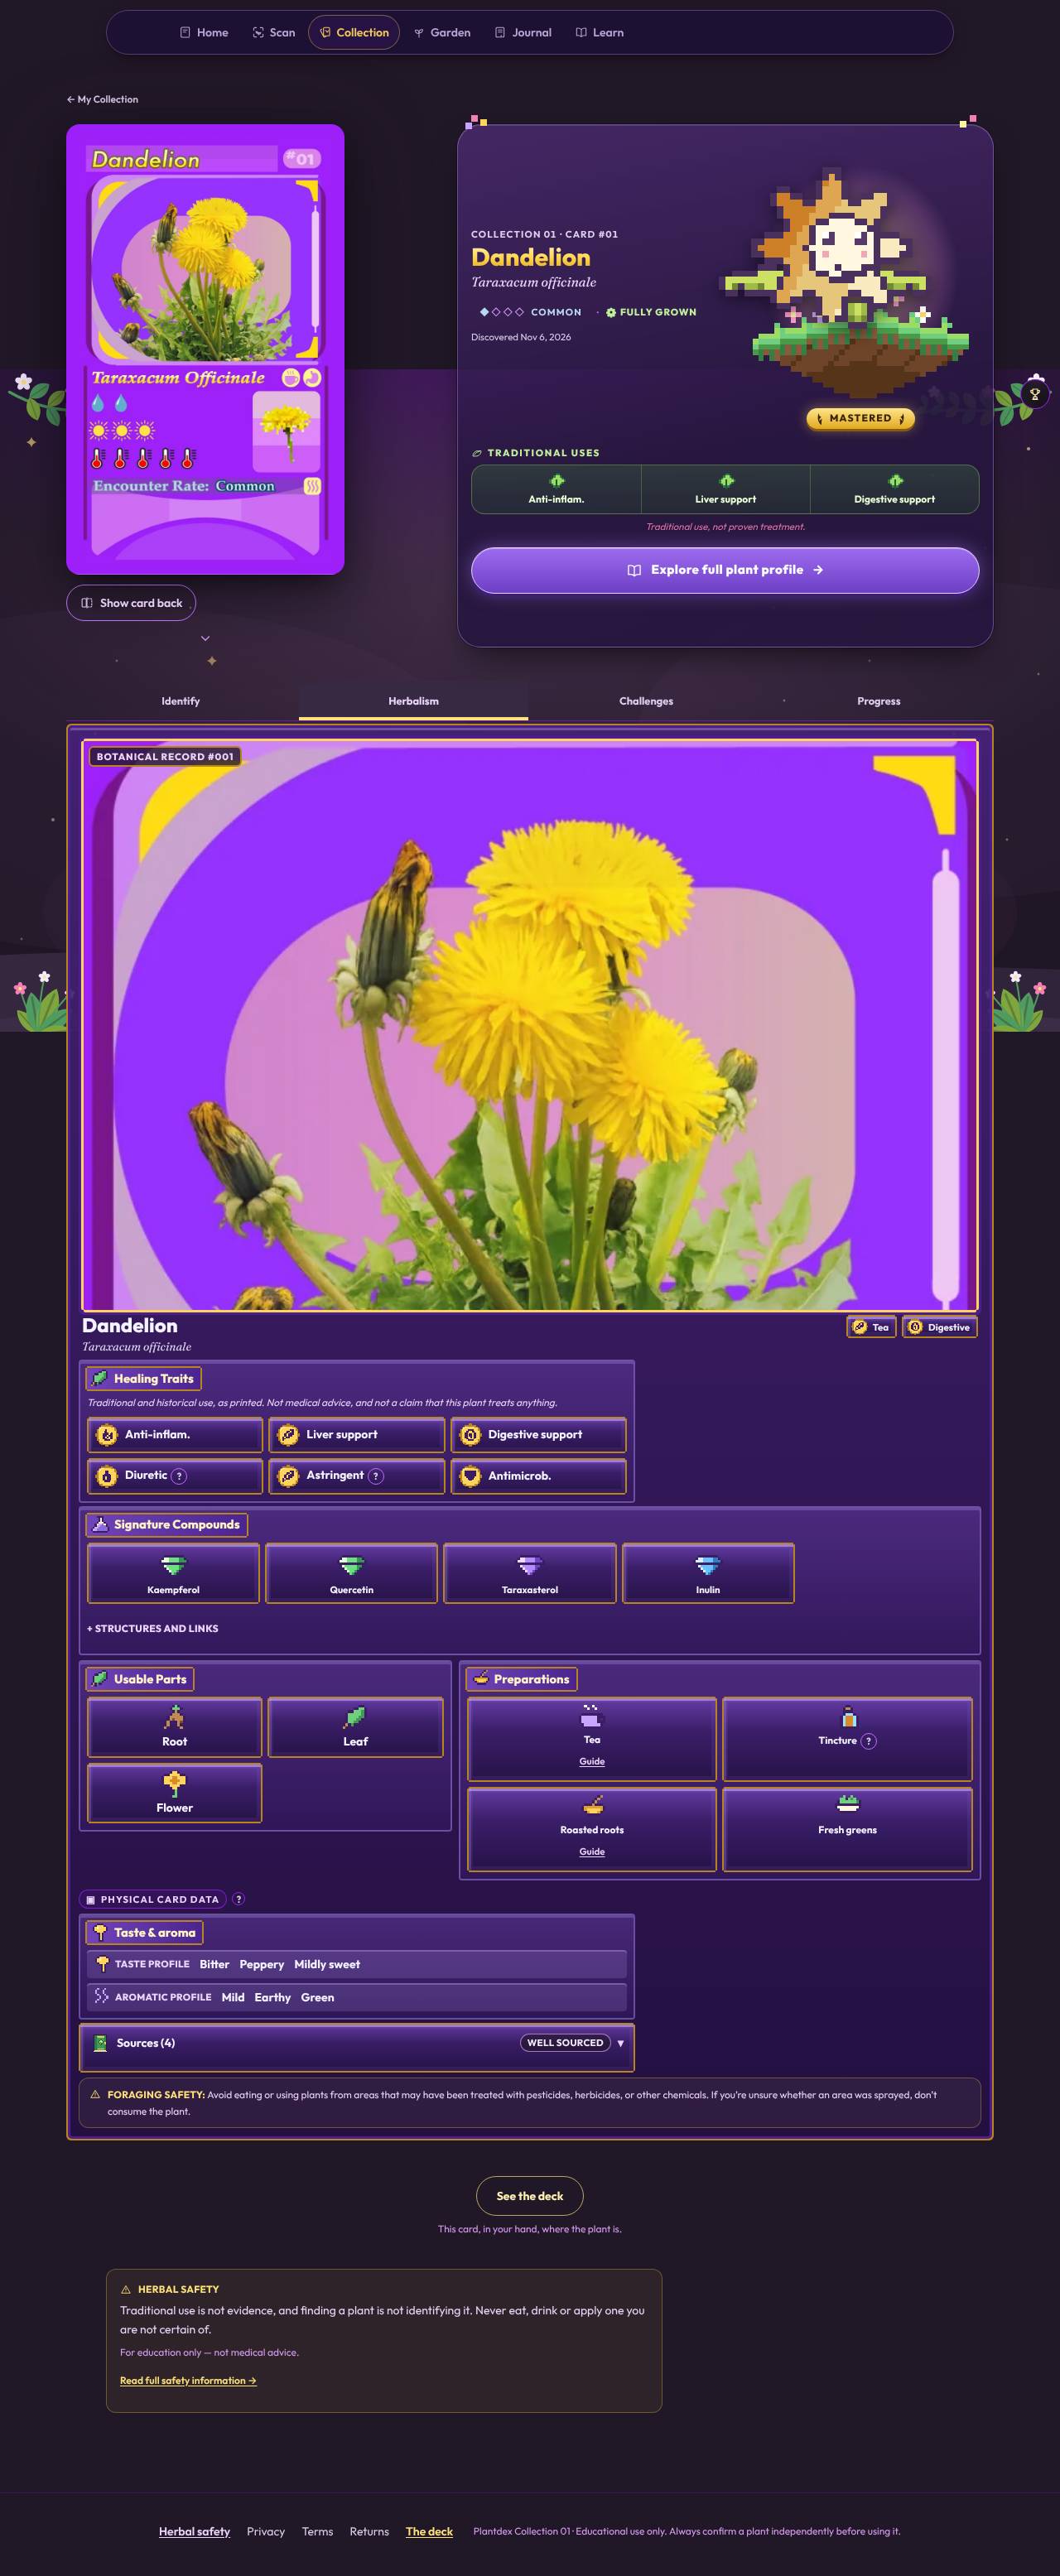 Home Scan Collection Garden Journal Learn
← My Collection
Dandelion #01
Taraxacum Officinale
Encounter Rate: Common
Show card back
COLLECTION 01 · CARD #01
Dandelion
Taraxacum officinale
COMMON · FULLY GROWN
Discovered Nov 6, 2026
MASTERED
TRADITIONAL USES
Anti-inflam. Liver support Digestive support
Traditional use, not proven treatment.
Explore full plant profile →
Identify Herbalism Challenges Progress
BOTANICAL RECORD #001
Dandelion
Taraxacum officinale
Tea Digestive
Healing Traits
Traditional and historical use, as printed. Not medical advice, and not a claim that this plant treats anything.
Anti-inflam. Liver support Digestive support
Diuretic ? Astringent ? Antimicrob.
Signature Compounds
Kaempferol Quercetin Taraxasterol Inulin
+ STRUCTURES AND LINKS
Usable Parts
Root Leaf
Flower
Preparations
Tea Tincture ?
Guide
Roasted roots Fresh greens
Guide
PHYSICAL CARD DATA ?
Taste & aroma
TASTE PROFILE Bitter Peppery Mildly sweet
AROMATIC PROFILE Mild Earthy Green
Sources (4) WELL SOURCED ▾
FORAGING SAFETY: Avoid eating or using plants from areas that may have been treated with pesticides, herbicides, or other chemicals. If you're unsure whether an area was sprayed, don't
consume the plant.
See the deck
This card, in your hand, where the plant is.
HERBAL SAFETY
Traditional use is not evidence, and finding a plant is not identifying it. Never eat, drink or apply one you
are not certain of.
For education only — not medical advice.
Read full safety information →
Herbal safety Privacy Terms Returns The deck Plantdex Collection 01 · Educational use only. Always confirm a plant independently before using it.